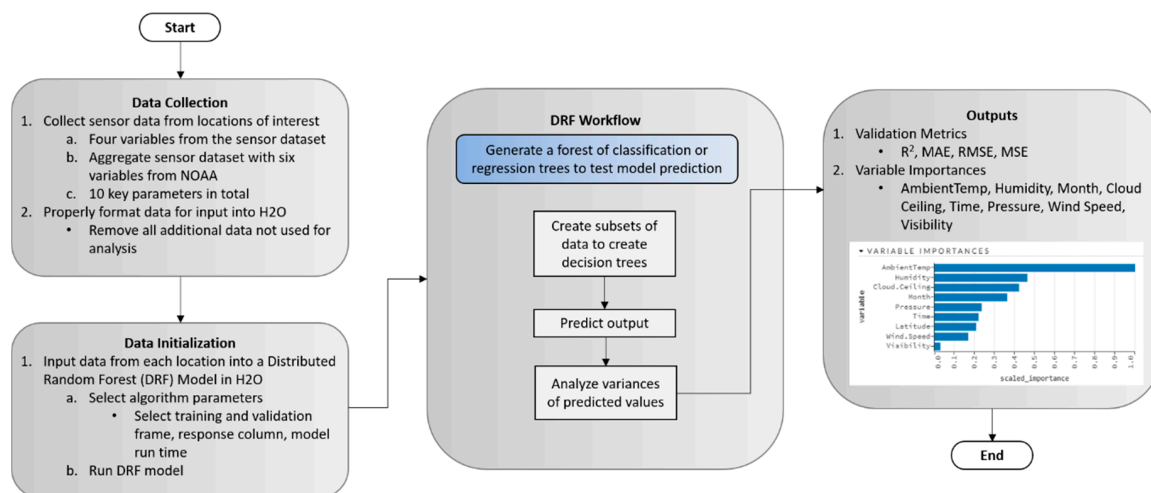 Start
Data Collection
1. Collect sensor data from locations of interest
a. Four variables from the sensor dataset
b. Aggregate sensor dataset with six
variables from NOAA
c. 10 key parameters in total
2. Properly format data for input into H2O
• Remove all additional data not used for
analysis
Data Initialization
1. Input data from each location into a Distributed
Random Forest (DRF) Model in H2O
a. Select algorithm parameters
• Select training and validation
frame, response column, model
run time
b. Run DRF model
DRF Workflow
Generate a forest of classification or
regression trees to test model prediction
Create subsets
of data to create
decision trees
Predict output
Analyze variances
of predicted values
Outputs
1. Validation Metrics
• R², MAE, RMSE, MSE
2. Variable Importances
• AmbientTemp, Humidity, Month, Cloud
Ceiling, Time, Pressure, Wind Speed,
Visibility
▾ VARIABLE IMPORTANCES
variable
AmbientTemp
Humidity
Cloud.Ceiling
Month
Pressure
Time
Latitude
Wind.Speed
Visibility
0.0 0.1 0.2 0.3 0.4 0.5 0.6 0.7 0.8 0.9 1.0
scaled_importance
End